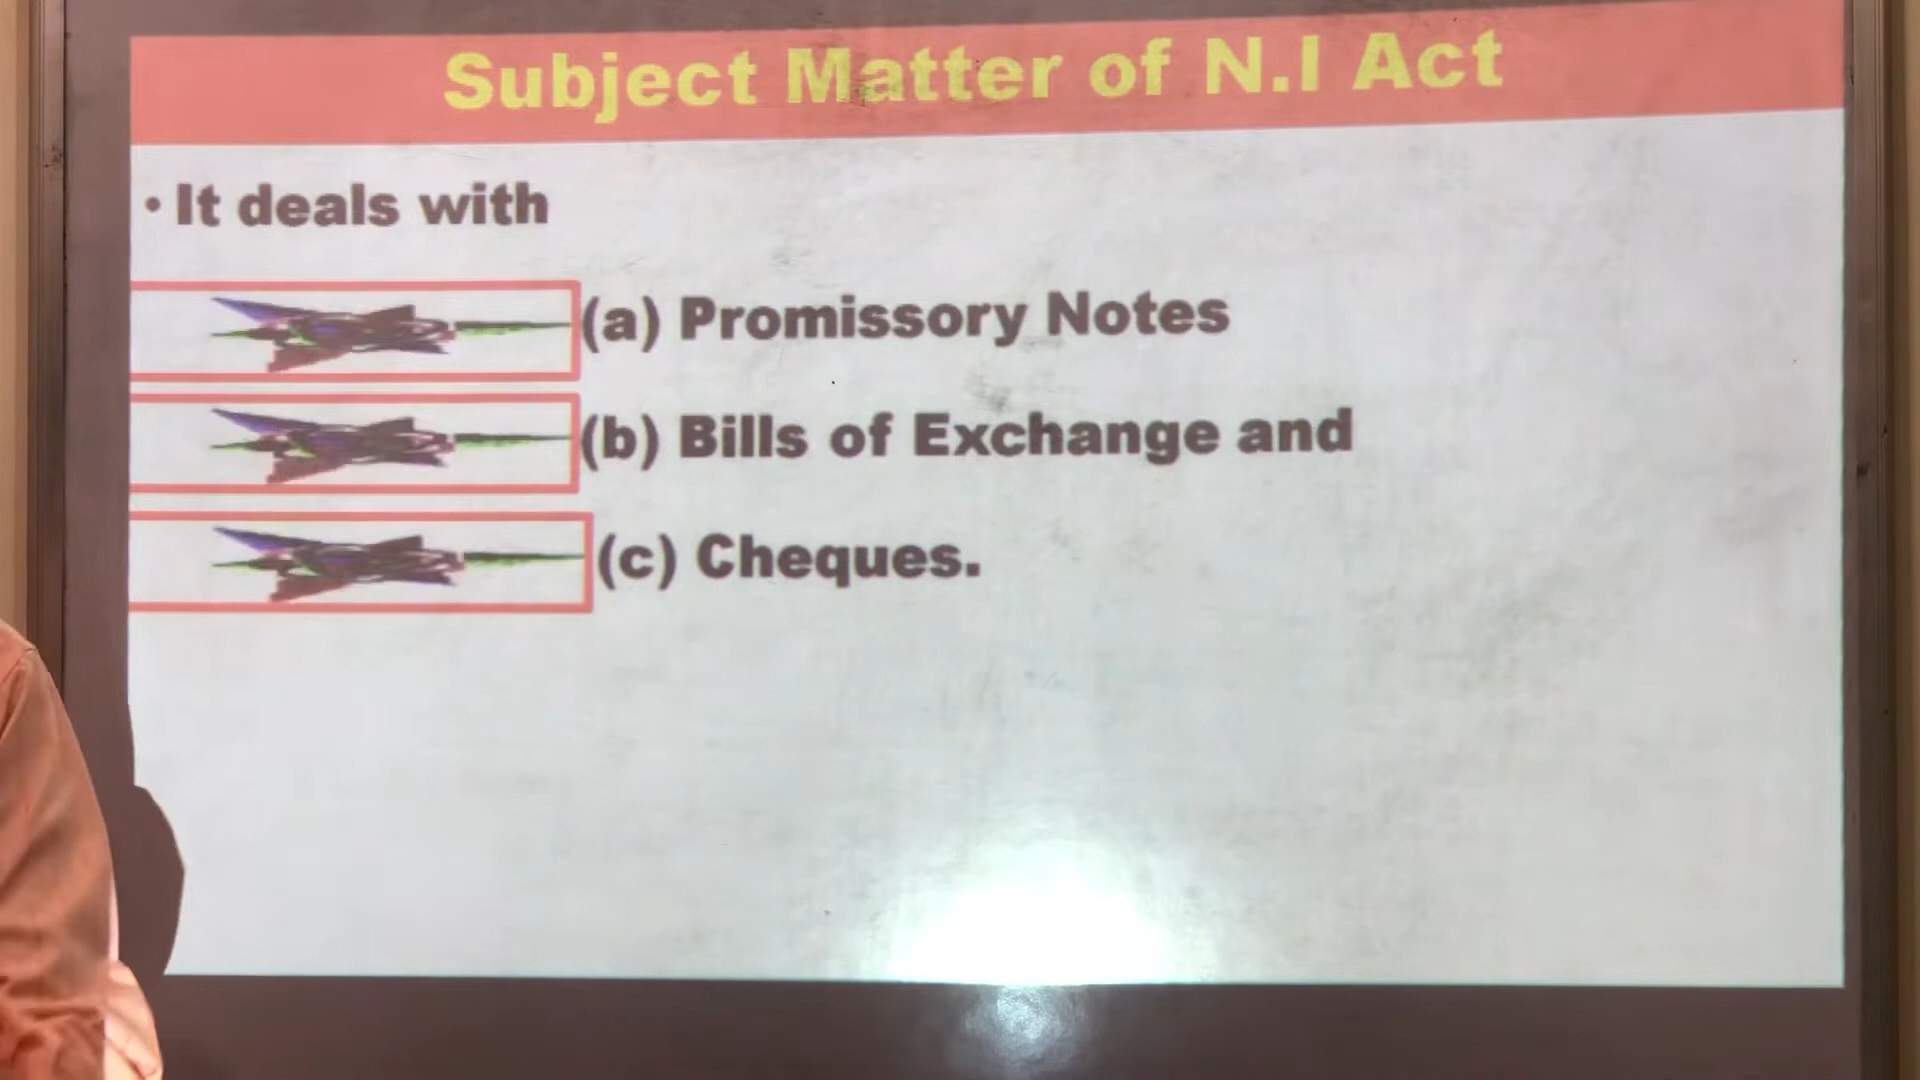 Subject Matter of N.I Act
• It deals with
(a) Promissory Notes
(b) Bills of Exchange and
(c) Cheques.